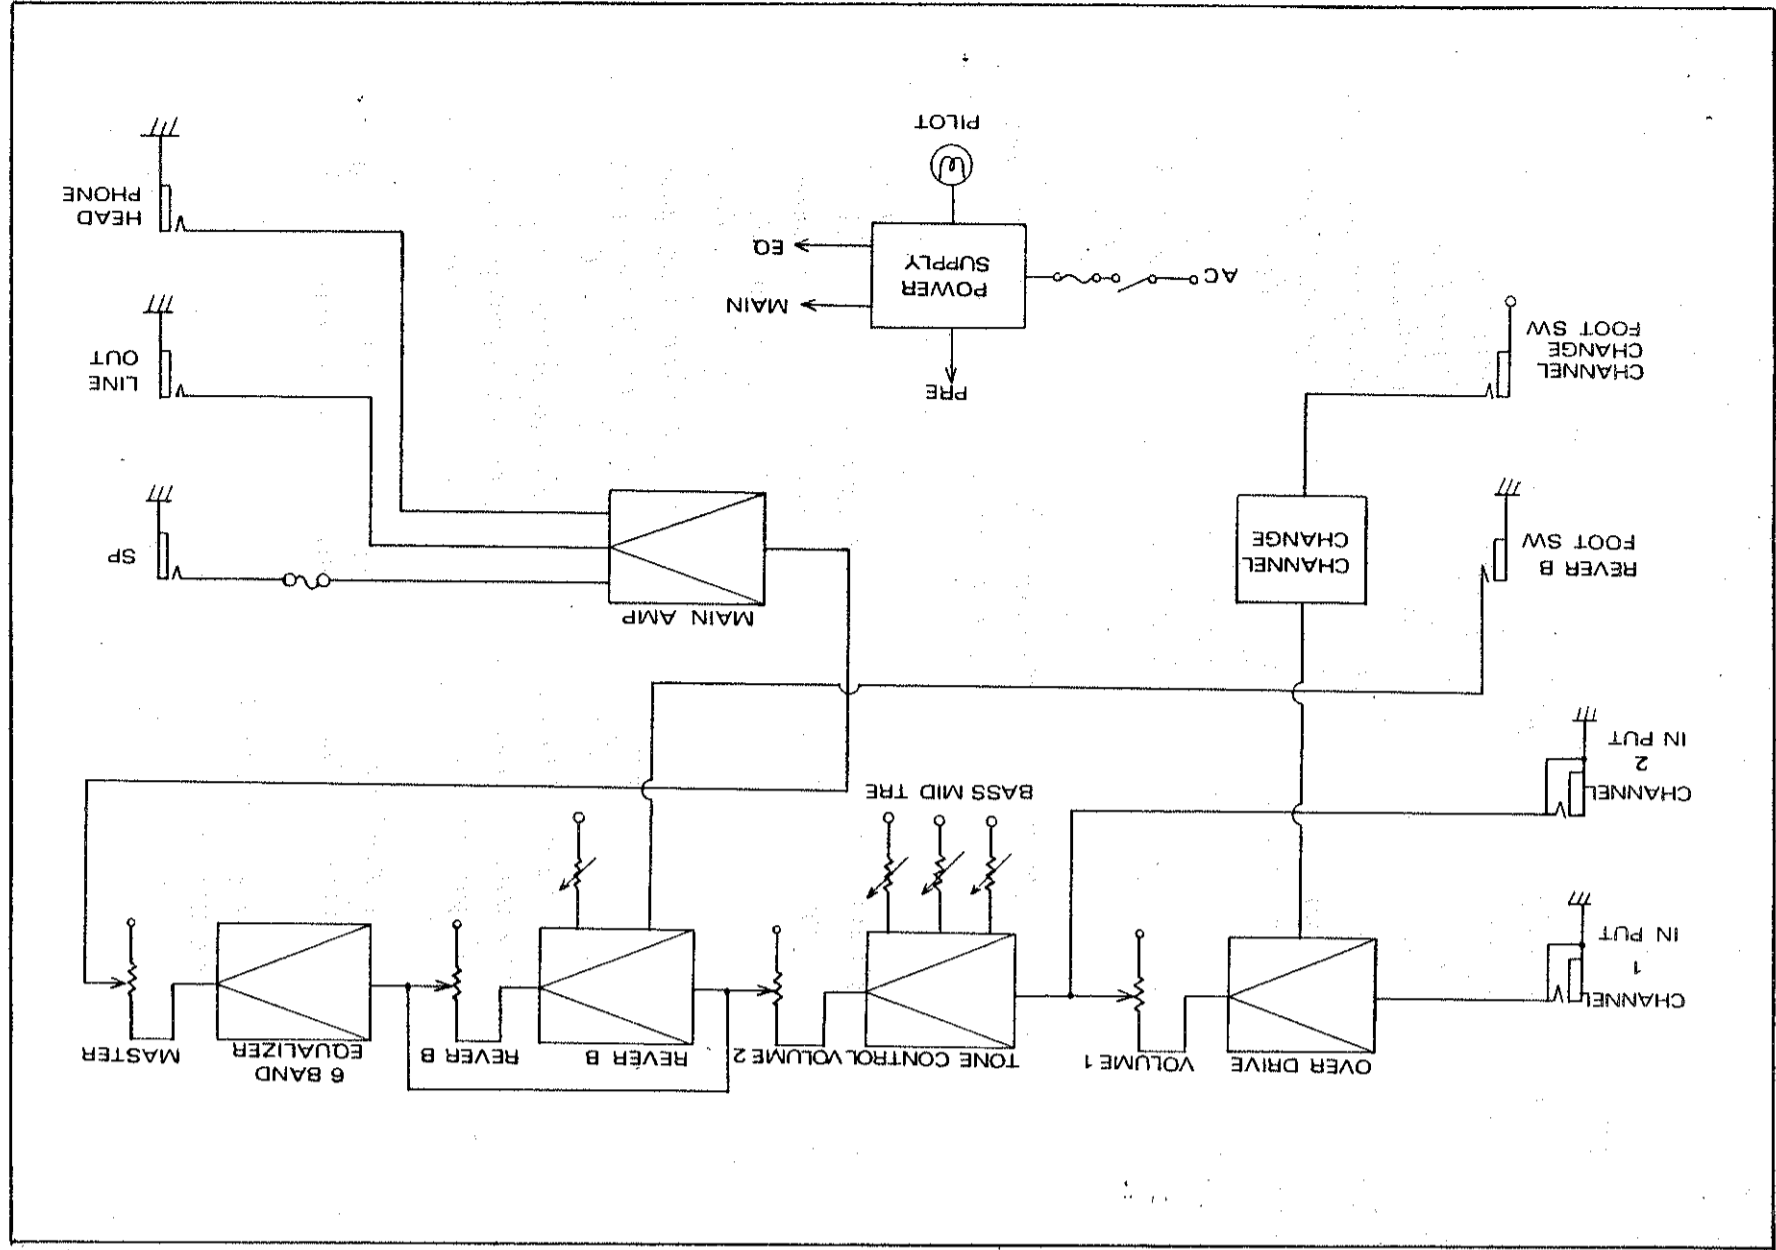 OVER DRIVE
VOLUME 1
TONE CONTROL
VOLUME 2
REVER B
REVER B
6 BAND
EQUALIZER
MASTER
CHANNEL
1
IN PUT
CHANNEL
2
IN PUT
BASS MID TRE
REVER B
FOOT SW
CHANNEL
CHANGE
MAIN AMP
SP
CHANNEL
CHANGE
FOOT SW
PRE
LINE
OUT
AC
POWER
SUPPLY
MAIN
EQ
HEAD
PHONE
PILOT